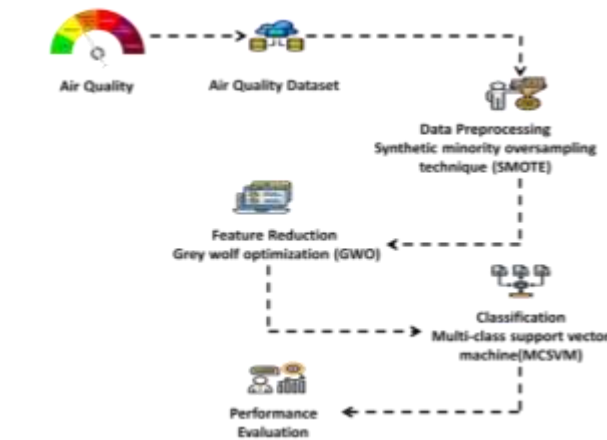 Air Quality
Air Quality Dataset
Data Preprocessing
Synthetic minority oversampling
technique (SMOTE)
Feature Reduction
Grey wolf optimization (GWO)
Classification
Multi-class support vector
machine(MCSVM)
Performance
Evaluation